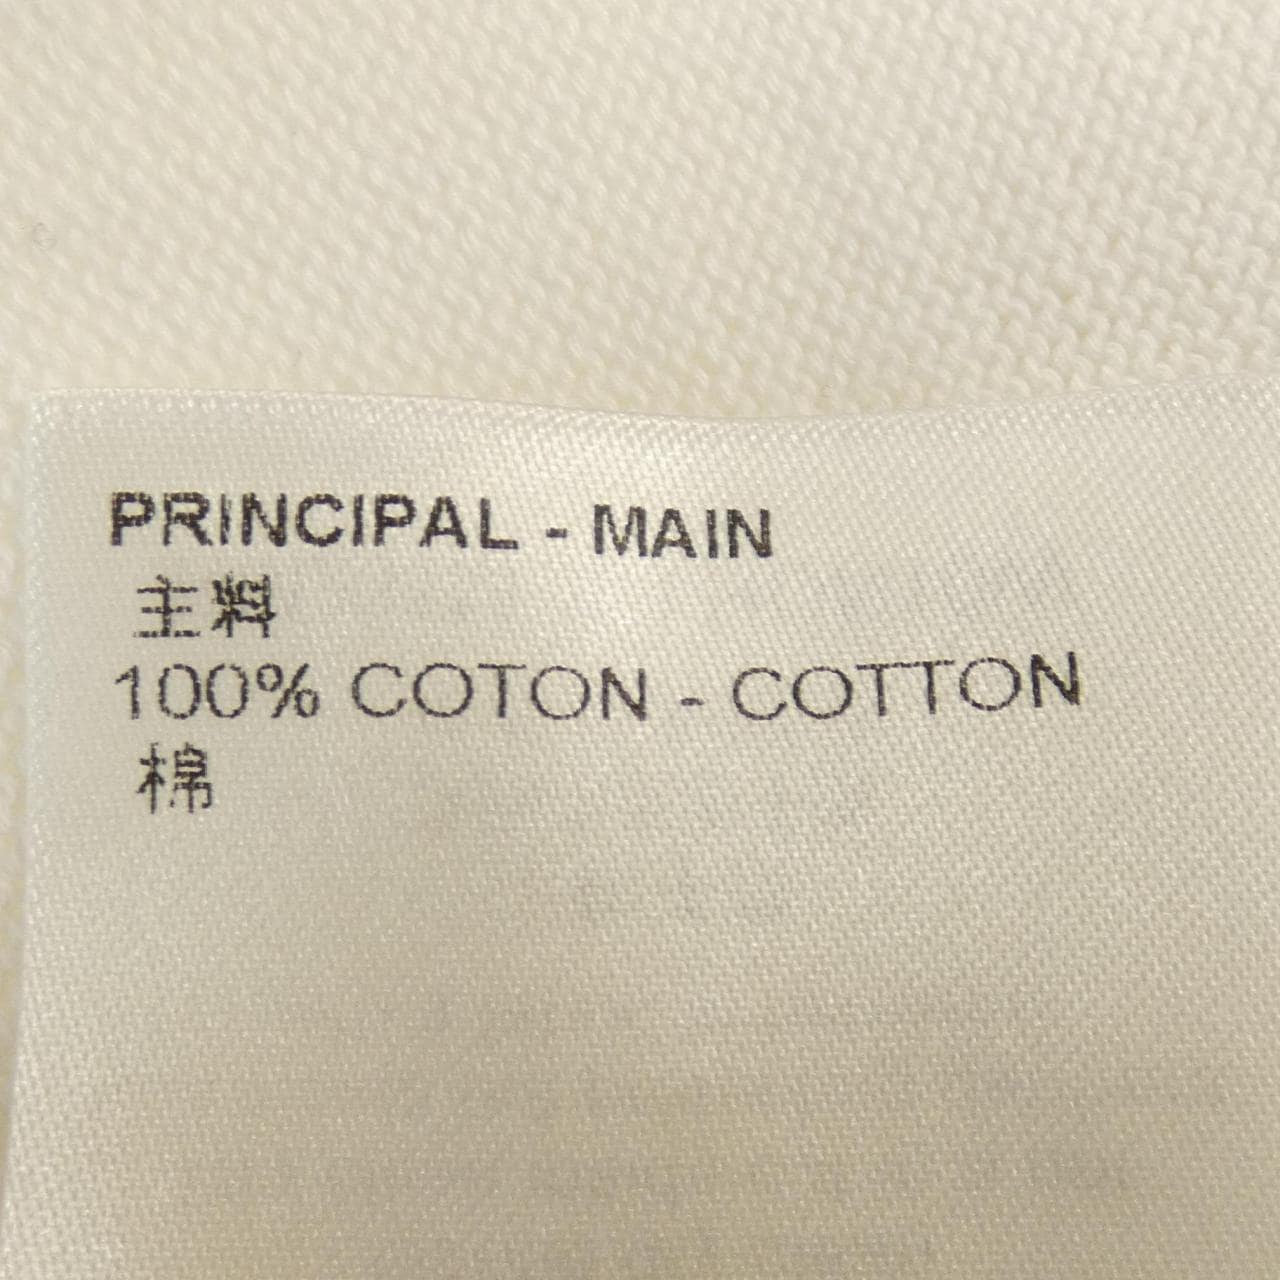 PRINCIPAL - MAIN
主料
100% COTON - COTTON
棉